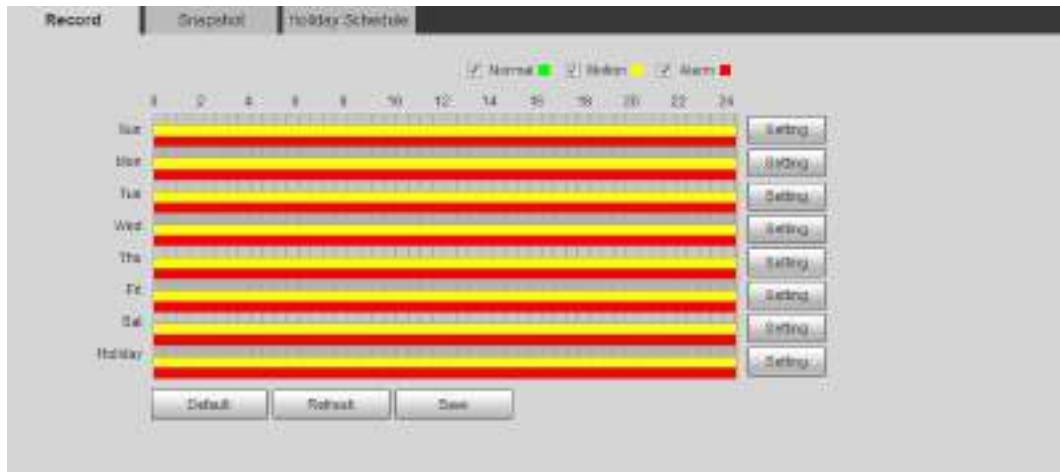 Record Snapshot Holiday Schedule
Normal Motion Alarm
0 2 4 6 8 10 12 14 16 18 20 22 24
Sun Setting
Mon Setting
Tue Setting
Wed Setting
Thu Setting
Fri Setting
Sat Setting
Holiday Setting
Default Refresh Save